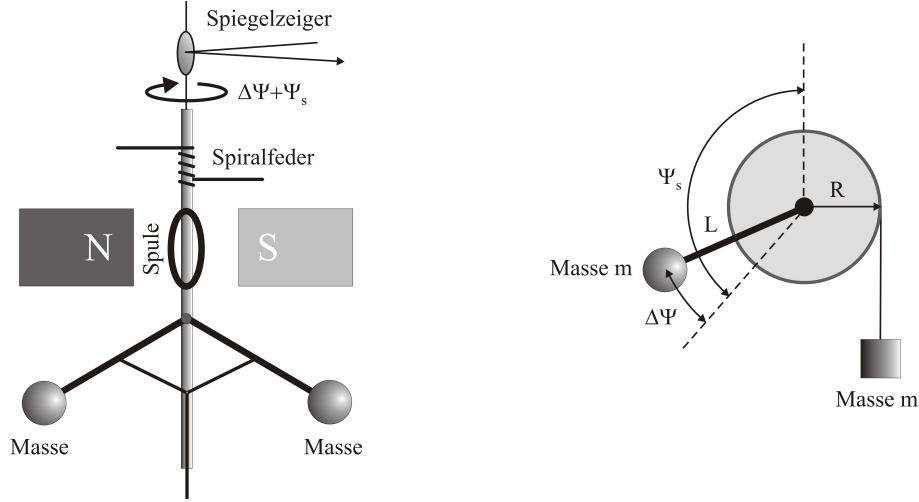 Spiegelzeiger
ΔΨ+Ψs
Spiralfeder
N
Spule
S
Masse
Masse
Ψs
R
L
Masse m
ΔΨ
Masse m